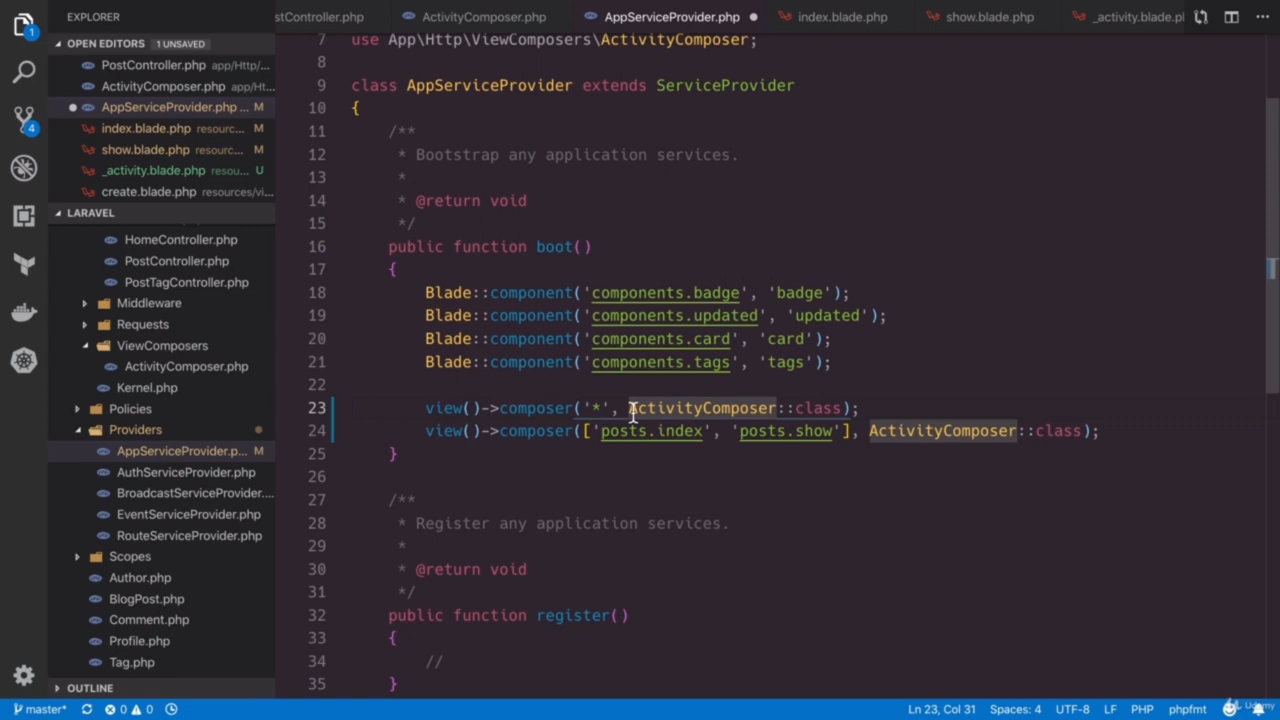 EXPLORER
stController.php
ActivityComposer.php
AppServiceProvider.php
index.blade.php
show.blade.php
_activity.blade.pl
1
OPEN EDITORS 1 UNSAVED
PostController.php app/Http/...
ActivityComposer.php app/Ht...
AppServiceProvider.php ... M
index.blade.php resourc... M
show.blade.php resourc... M
_activity.blade.php resou... U
create.blade.php resources/vi...
4
LARAVEL
HomeController.php
PostController.php
PostTagController.php
Middleware
Requests
ViewComposers
ActivityComposer.php
Kernel.php
Policies
Providers
AppServiceProvider.p... M
AuthServiceProvider.php
BroadcastServiceProvider....
EventServiceProvider.php
RouteServiceProvider.php
Scopes
Author.php
BlogPost.php
Comment.php
Profile.php
Tag.php
OUTLINE
7 use App\Http\ViewComposers\ActivityComposer;
8
9 class AppServiceProvider extends ServiceProvider
10 {
11 /**
12 * Bootstrap any application services.
13 *
14 * @return void
15 */
16 public function boot()
17 {
18 Blade::component('components.badge', 'badge');
19 Blade::component('components.updated', 'updated');
20 Blade::component('components.card', 'card');
21 Blade::component('components.tags', 'tags');
22
23 view()->composer('*', ActivityComposer::class);
24 view()->composer(['posts.index', 'posts.show'], ActivityComposer::class);
25 }
26
27 /**
28 * Register any application services.
29 *
30 * @return void
31 */
32 public function register()
33 {
34 //
35 }
master* 0 0 Ln 23, Col 31 Spaces: 4 UTF-8 LF PHP phpfmt Udemy